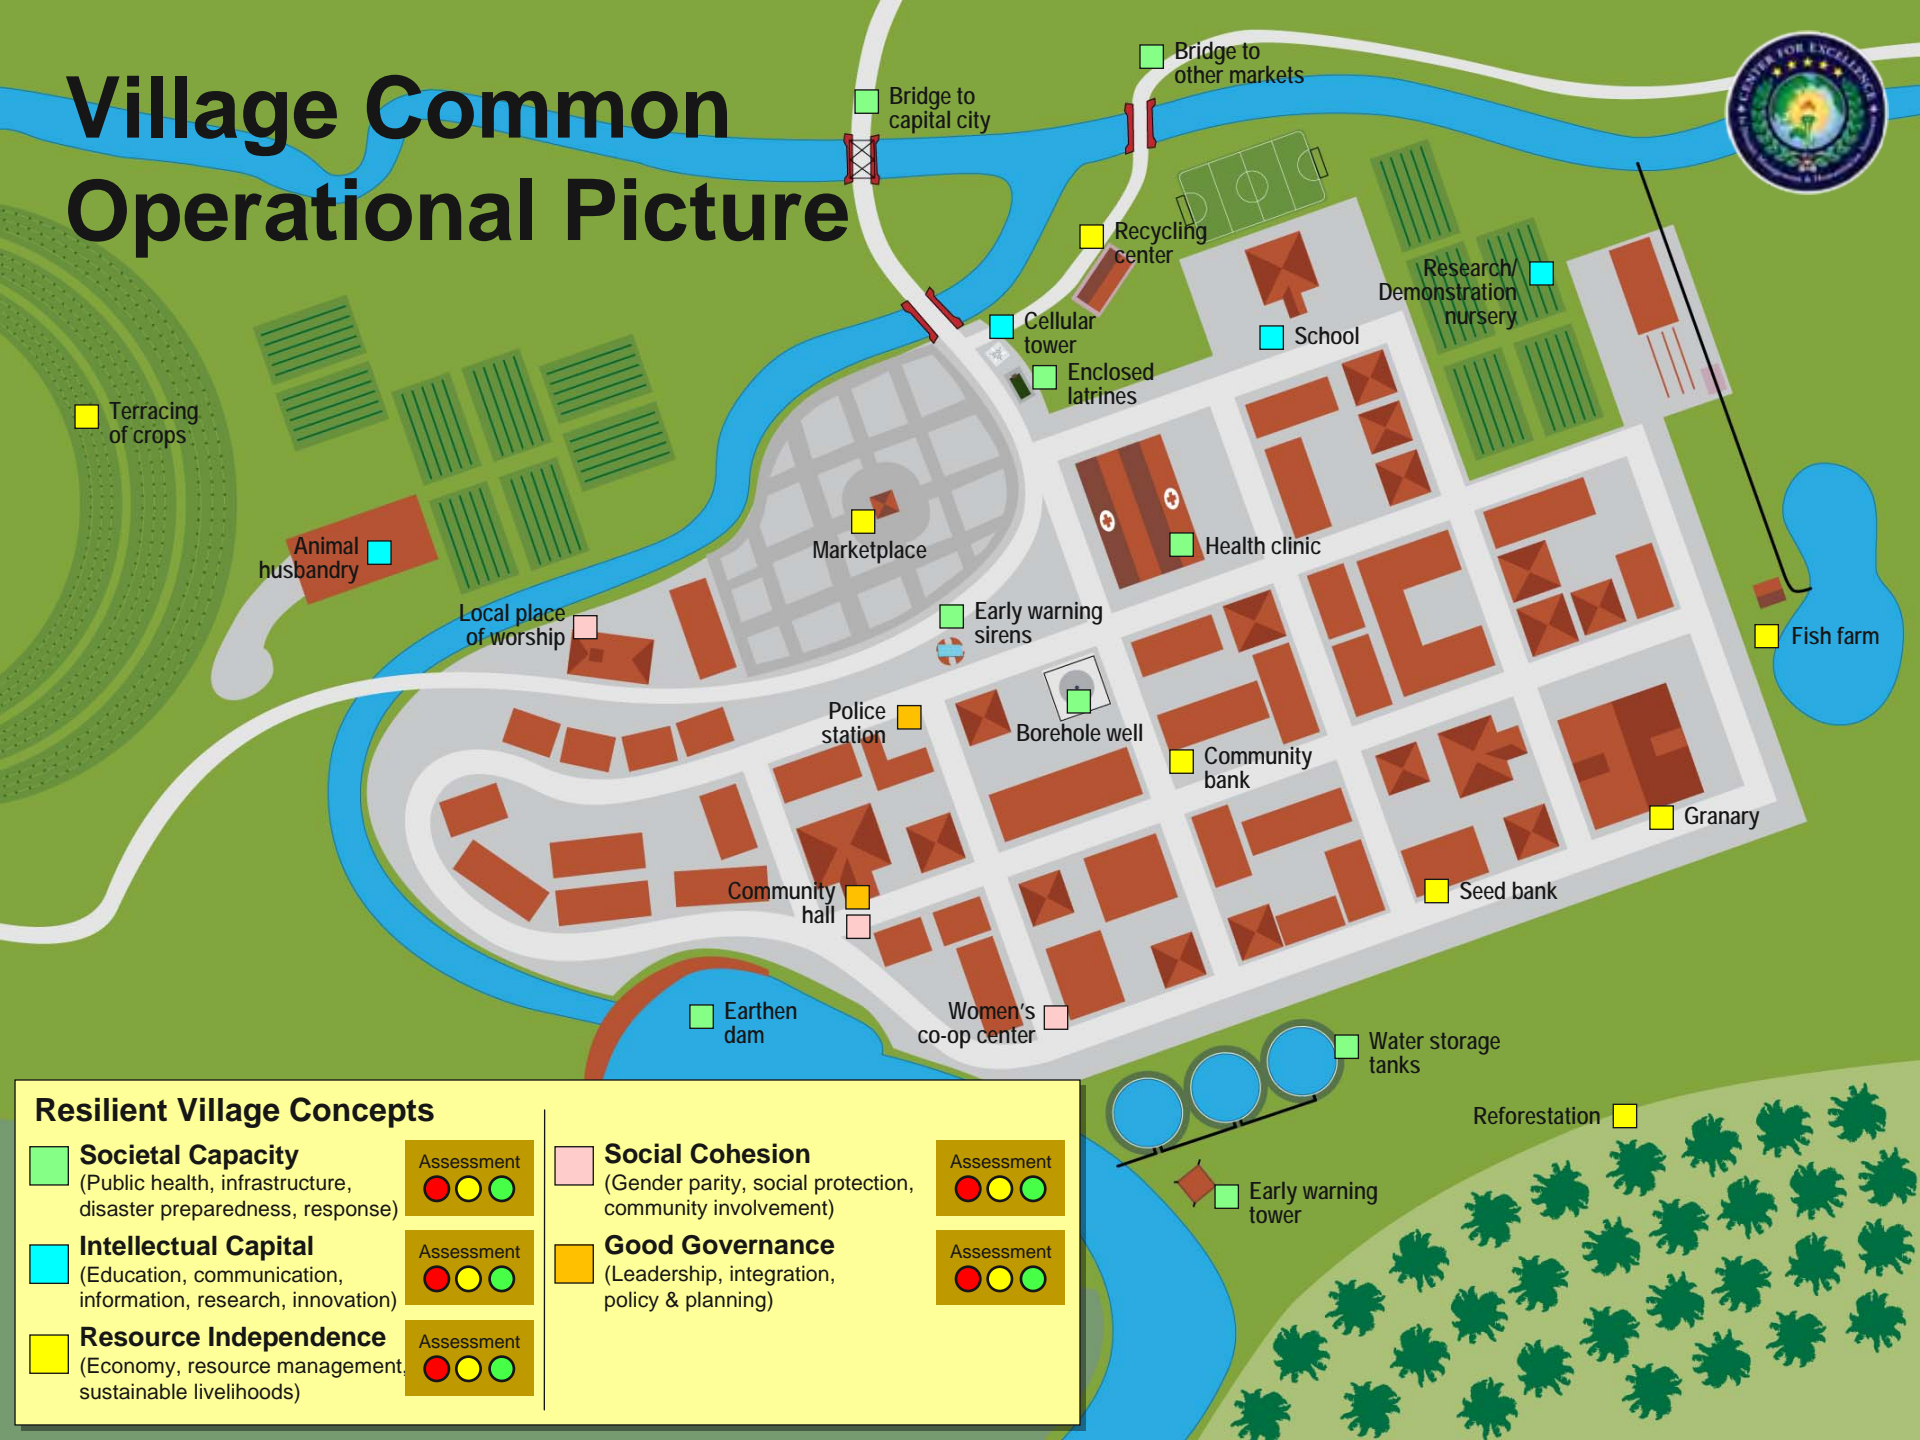 Village Common
Operational Picture
Bridge to
capital city
Bridge to
other markets
CENTER FOR EXCELLENCE
Recycling
center
Cellular
tower
Enclosed
latrines
School
Research/
Demonstration
nursery
Terracing
of crops
Animal
husbandry
Marketplace
Health clinic
Local place
of worship
Early warning
sirens
Fish farm
Police
station
Borehole well
Community
bank
Granary
Community
hall
Seed bank
Earthen
dam
Women's
co-op center
Water storage
tanks
Reforestation
Early warning
tower
Resilient Village Concepts
Societal Capacity
(Public health, infrastructure,
disaster preparedness, response)
Assessment
Intellectual Capital
(Education, communication,
information, research, innovation)
Assessment
Resource Independence
(Economy, resource management,
sustainable livelihoods)
Assessment
Social Cohesion
(Gender parity, social protection,
community involvement)
Assessment
Good Governance
(Leadership, integration,
policy & planning)
Assessment